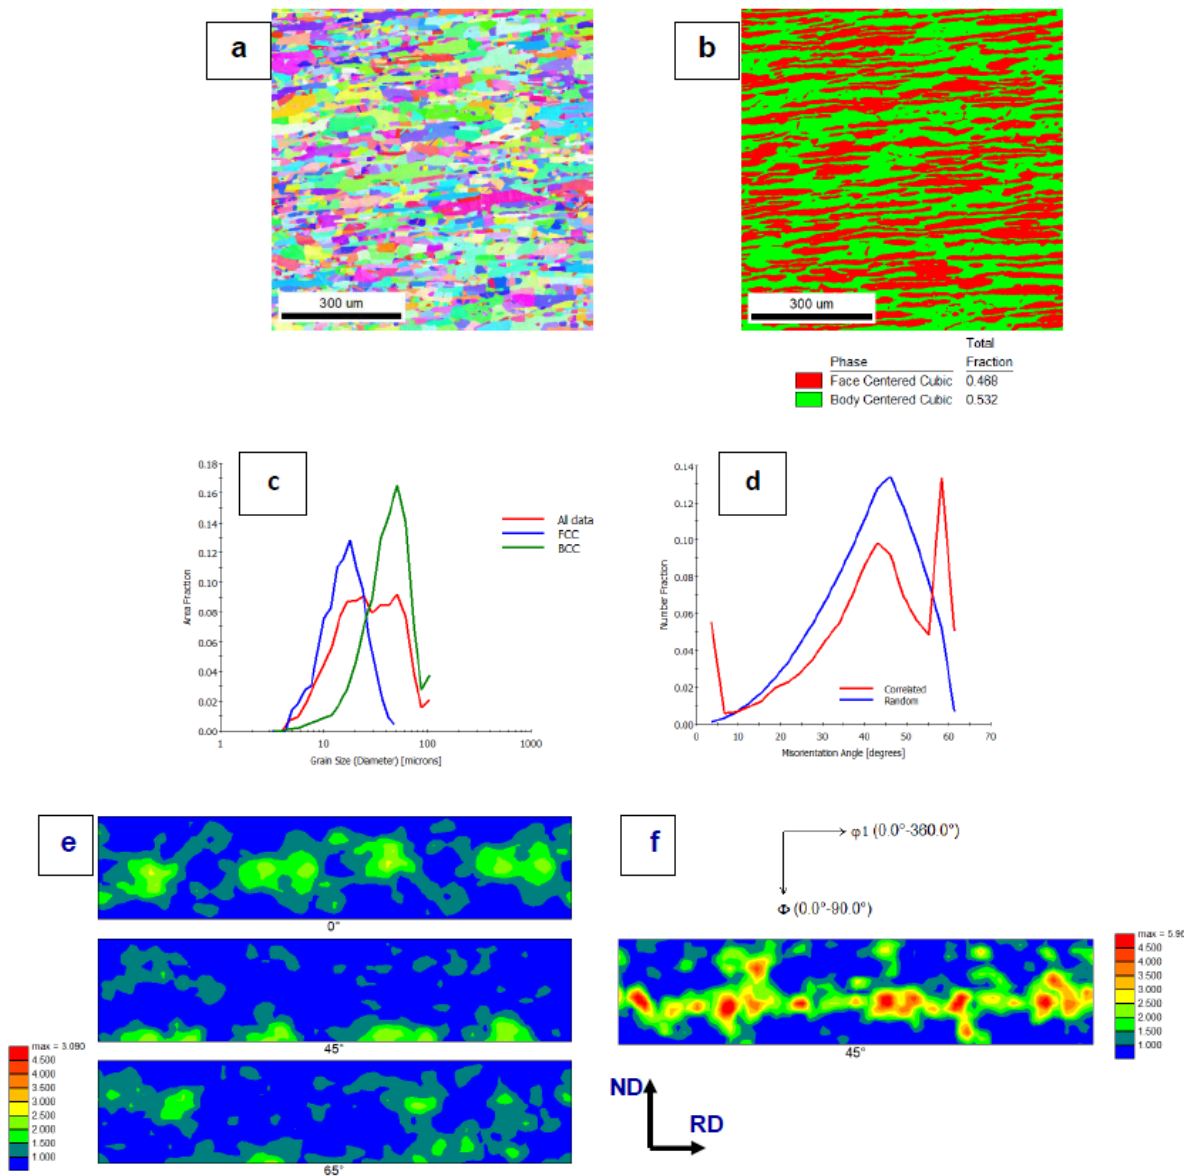 a
b
300 um
300 um
Total
Phase Fraction
Face Centered Cubic 0.468
Body Centered Cubic 0.532
c
0.18
0.16
0.14
0.12
0.10
0.08
0.06
0.04
0.02
0.00
Area Fraction
1 10 100 1000
Grain Size (Diameter) [microns]
All data
FCC
BCC
d
0.14
0.12
0.10
0.08
0.06
0.04
0.02
0.00
Number Fraction
0 10 20 30 40 50 60 70
Misorientation Angle [degrees]
Correlated
Random
e
0°
45°
65°
max = 3.090
4.500
4.000
3.500
3.000
2.500
2.000
1.500
1.000
f
φ1 (0.0°-360.0°)
Φ (0.0°-90.0°)
45°
max =
4.500
4.000
3.500
3.000
2.500
2.000
1.500
1.000
ND
RD